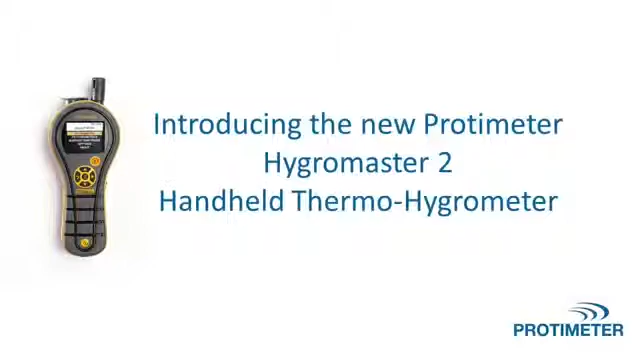 Introducing the new Protimeter
Hygromaster 2
Handheld Thermo-Hygrometer
PROTIMETER